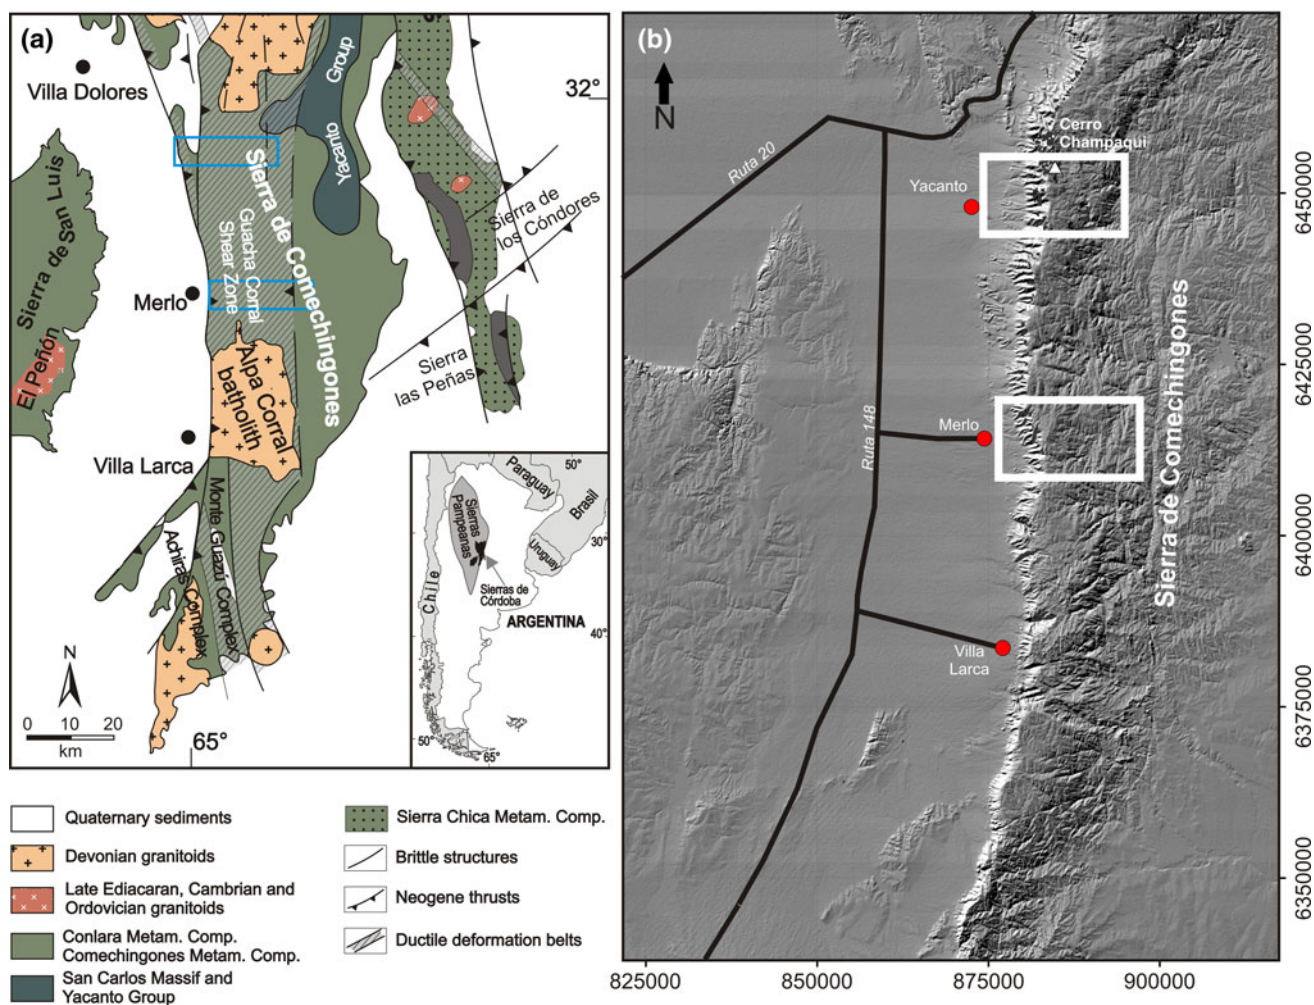 (a)
Villa Dolores
Group
Yacanto
32°
Sierra de San Luis
El Peñón
Sierra de Comechingones
Guacha Corral
Shear Zone
Merlo
Sierra de
los Cóndores
Sierra
las Peñas
Alpa Corral
batholith
Villa Larca
Monte Guazú Complex
Achiras Complex
N
0 10 20
km
65°
50°
Paraguay
Brasil
Sierras
Pampeanas
30°
Uruguay
Sierras de
Córdoba
Chile
ARGENTINA
40°
50°
65°
Quaternary sediments
Devonian granitoids
Late Ediacaran, Cambrian and
Ordovician granitoids
Conlara Metam. Comp.
Comechingones Metam. Comp.
San Carlos Massif and
Yacanto Group
Sierra Chica Metam. Comp.
Brittle structures
Neogene thrusts
Ductile deformation belts
(b)
N
Ruta 20
Cerro
Champaqui
Yacanto
Merlo
Ruta 148
Villa
Larca
Sierra de Comechingones
6450000
6425000
6400000
6375000
6350000
825000
850000
875000
900000